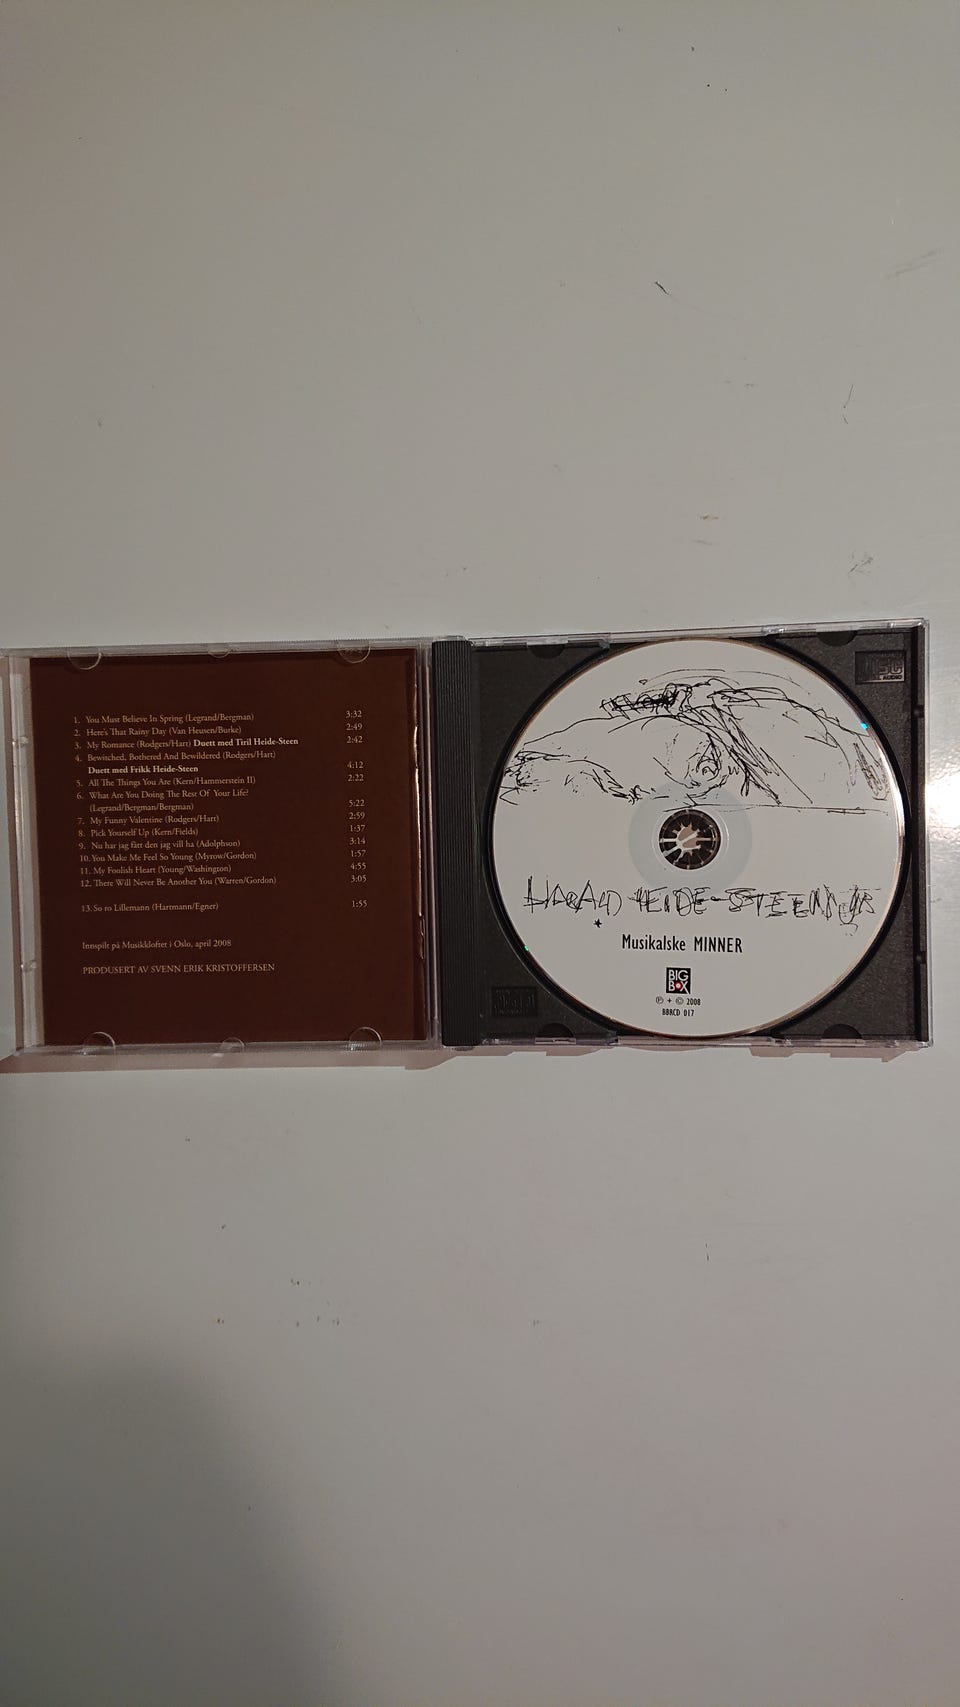 1. You Must Believe In Spring (Legrand/Bergman) 3:32
2. Here's That Rainy Day (Van Heusen/Burke) 2:49
3. My Romance (Rodgers/Hart) Duett med Tiril Heide-Steen 2:42
4. Bewitched, Bothered And Bewildered (Rodgers/Hart)
Duett med Frikk Heide-Steen 4:12
5. All The Things You Are (Kern/Hammerstein II) 2:22
6. What Are You Doing The Rest Of Your Life?
(Legrand/Bergman/Bergman) 5:22
7. My Funny Valentine (Rodgers/Hart) 2:59
8. Pick Yourself Up (Kern/Fields) 1:37
9. Nu har jag fått den jag vill ha (Adolphson) 3:14
10. You Make Me Feel So Young (Myrow/Gordon) 1:57
11. My Foolish Heart (Young/Washington) 4:55
12. There Will Never Be Another You (Warren/Gordon) 3:05
13. So ro Lillemann (Hartmann/Egner) 1:55
Innspilt på Musikkloftet i Oslo, april 2008
PRODUSERT AV SVENN ERIK KRISTOFFERSEN
HARALD HEIDE-STEEN JR
Musikalske MINNER
BIG
BOX
℗ + © 2008
BBRCD 017